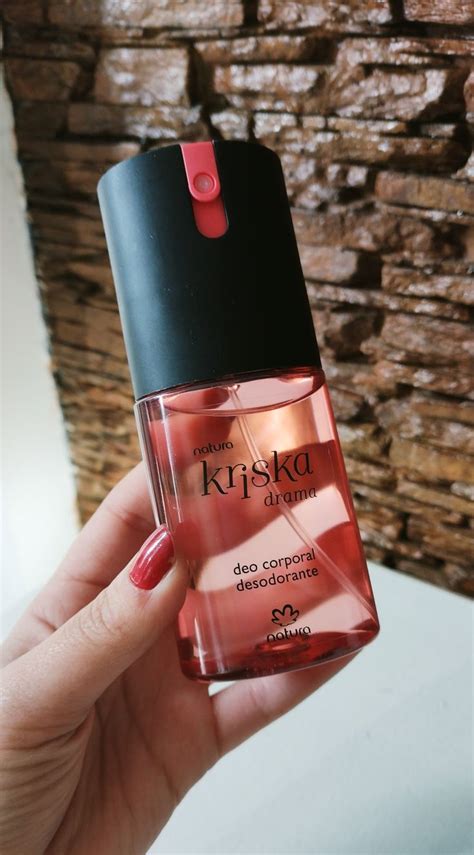 natura
kriska
drama
deo corporal
desodorante
natura